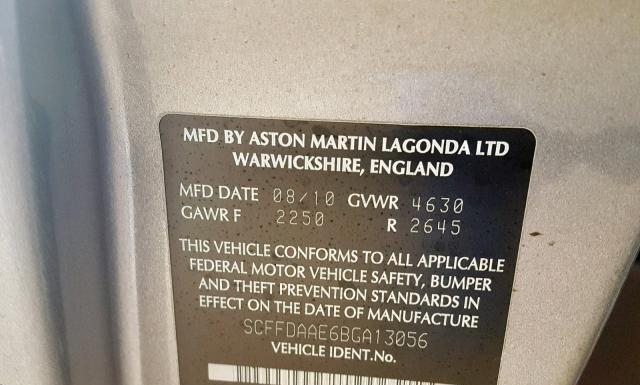 MFD BY ASTON MARTIN LAGONDA LTD
WARWICKSHIRE, ENGLAND
MFD DATE 08/10 GVWR 4630
GAWR F 2250 R 2645
THIS VEHICLE CONFORMS TO ALL APPLICABLE
FEDERAL MOTOR VEHICLE SAFETY, BUMPER
AND THEFT PREVENTION STANDARDS IN
EFFECT ON THE DATE OF MANUFACTURE
SCFFDAAE6BGA13056
VEHICLE IDENT.No.